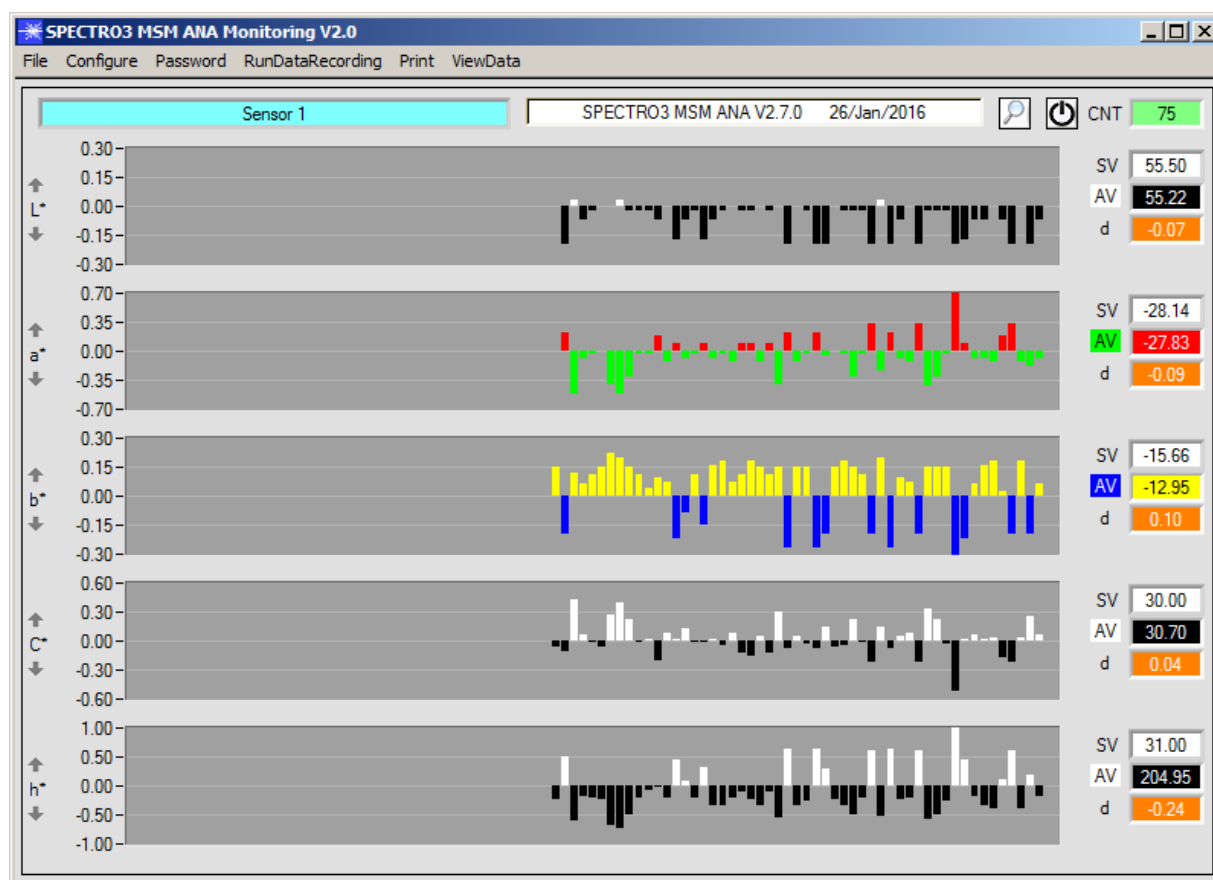 SPECTRO3 MSM ANA Monitoring V2.0
File Configure Password RunDataRecording Print ViewData
Sensor 1 SPECTRO3 MSM ANA V2.7.0 26/Jan/2016 CNT 75
0.30
0.15
L* 0.00
-0.15
-0.30
SV 55.50
AV 55.22
d -0.07
0.70
0.35
a* 0.00
-0.35
-0.70
SV -28.14
AV -27.83
d -0.09
0.30
0.15
b* 0.00
-0.15
-0.30
SV -15.66
AV -12.95
d 0.10
0.60
0.30
C* 0.00
-0.30
-0.60
SV 30.00
AV 30.70
d 0.04
1.00
0.50
h* 0.00
-0.50
-1.00
SV 31.00
AV 204.95
d -0.24